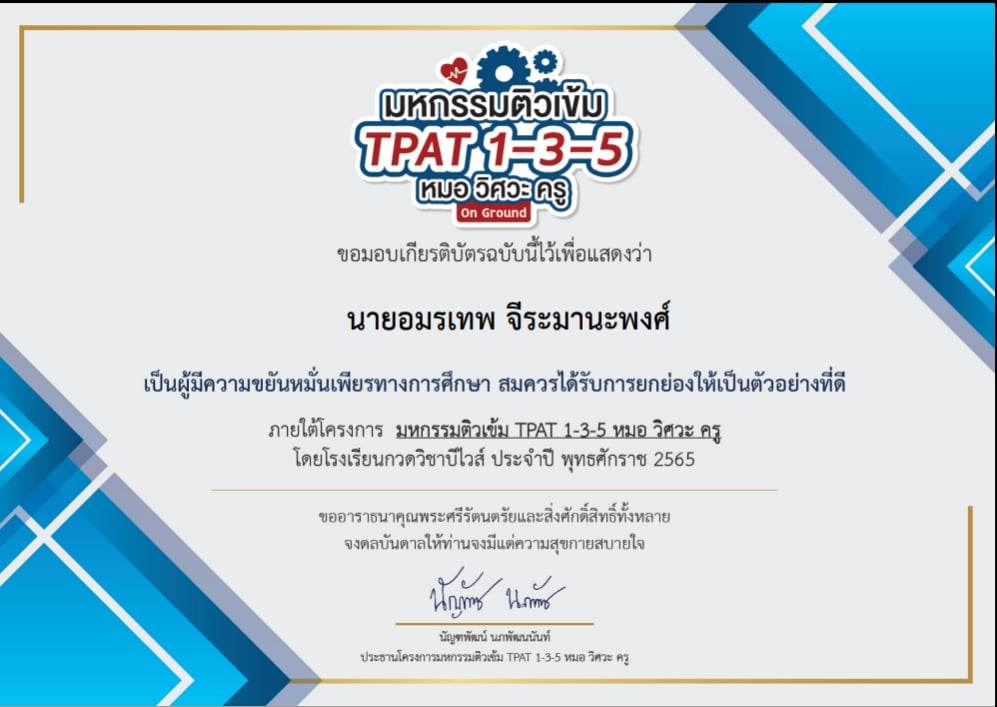 มหกรรมติวเข้ม
TPAT 1-3-5
หมอ วิศวะ ครู
On Ground
ขอมอบเกียรติบัตรฉบับนี้ไว้เพื่อแสดงว่า
นายอมรเทพ จีระมานะพงศ์
เป็นผู้มีความขยันหมั่นเพียรทางการศึกษา สมควรได้รับการยกย่องให้เป็นตัวอย่างที่ดี
ภายใต้โครงการ มหกรรมติวเข้ม TPAT 1-3-5 หมอ วิศวะ ครู
โดยโรงเรียนกวดวิชาบีไวส์ ประจำปี พุทธศักราช 2565
ขออาราธนาคุณพระศรีรัตนตรัยและสิ่งศักดิ์สิทธิ์ทั้งหลาย
จงดลบันดาลให้ท่านจงมีแต่ความสุขกายสบายใจ
นัญฑพัฒน์ นภพัฒนนันท์
ประธานโครงการมหกรรมติวเข้ม TPAT 1-3-5 หมอ วิศวะ ครู